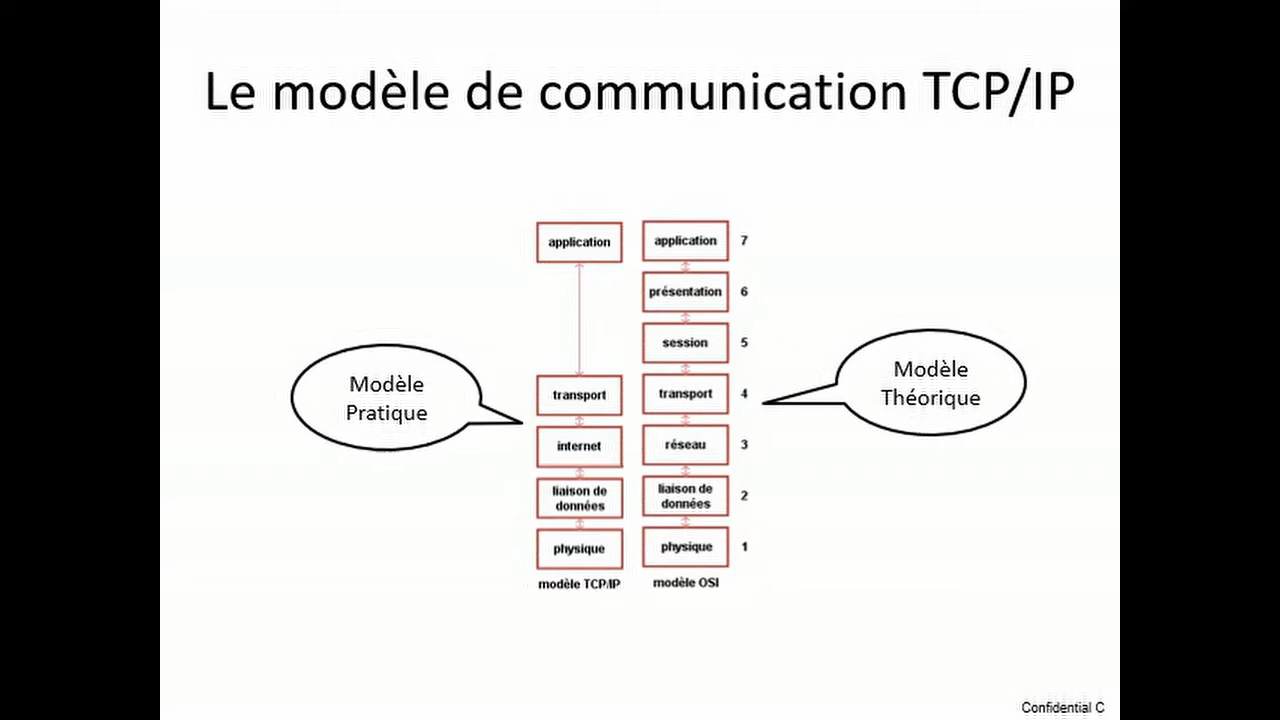 Le modèle de communication TCP/IP
application
application
7
présentation
6
session
5
Modèle
Pratique
Modèle
Théorique
transport
transport
4
internet
réseau
3
liaison de
données
liaison de
données
2
physique
physique
1
modèle TCP/IP
modèle OSI
Confidential C